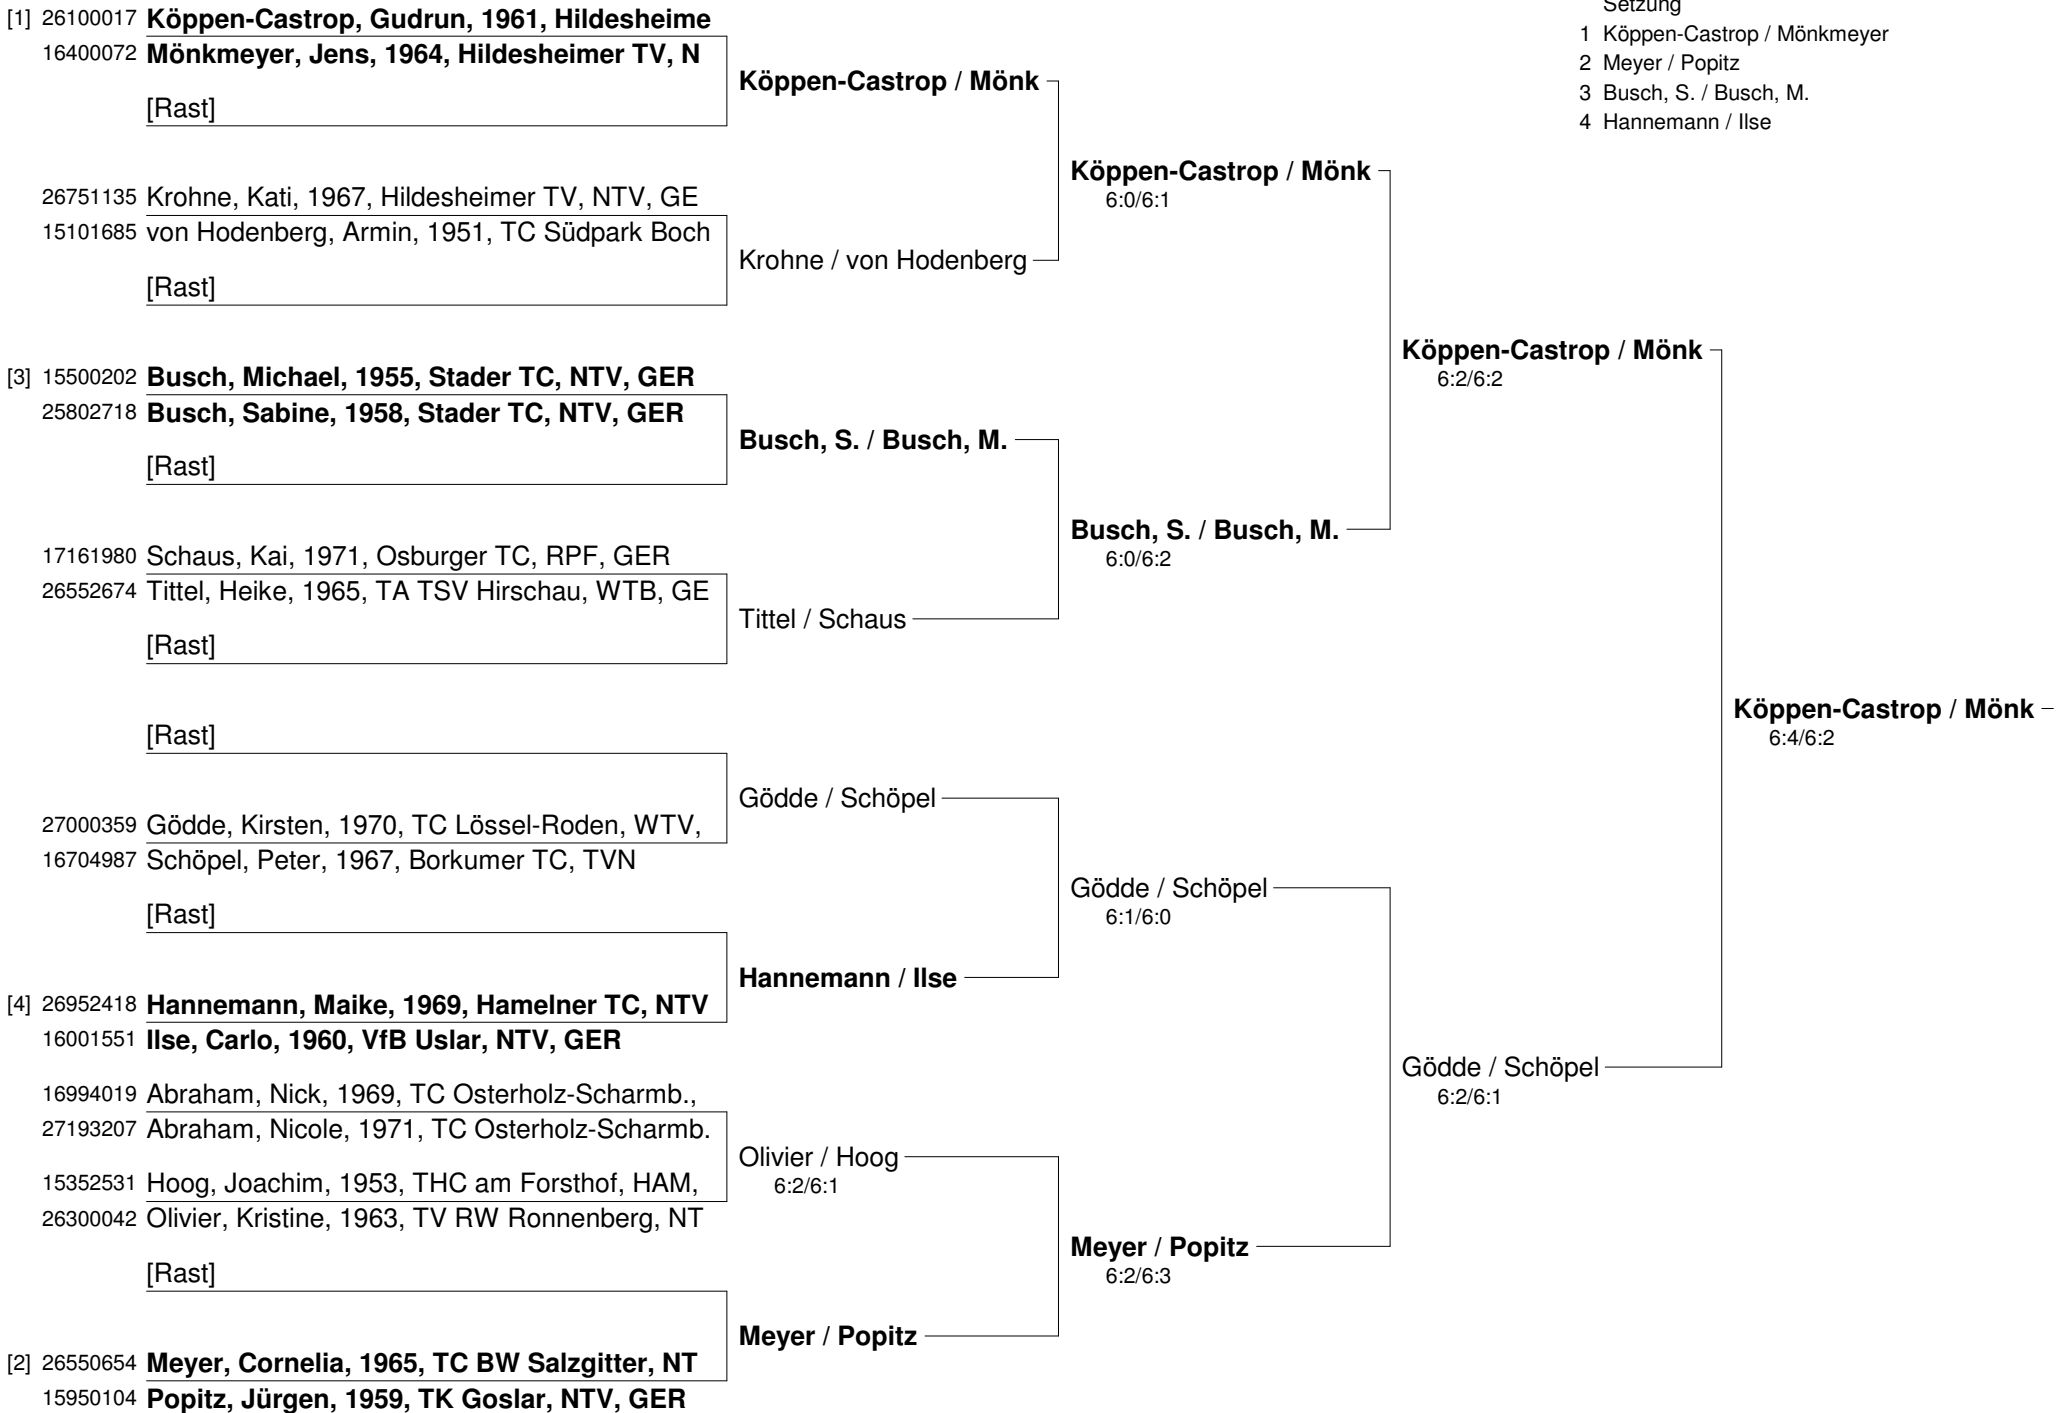 Setzung
1 Köppen-Castrop / Mönkmeyer
2 Meyer / Popitz
3 Busch, S. / Busch, M.
4 Hannemann / Ilse
[1] 26100017 Köppen-Castrop, Gudrun, 1961, Hildesheime
16400072 Mönkmeyer, Jens, 1964, Hildesheimer TV, N
[Rast]
26751135 Krohne, Kati, 1967, Hildesheimer TV, NTV, GE
15101685 von Hodenberg, Armin, 1951, TC Südpark Boch
[Rast]
[3] 15500202 Busch, Michael, 1955, Stader TC, NTV, GER
25802718 Busch, Sabine, 1958, Stader TC, NTV, GER
[Rast]
17161980 Schaus, Kai, 1971, Osburger TC, RPF, GER
26552674 Tittel, Heike, 1965, TA TSV Hirschau, WTB, GE
[Rast]
[Rast]
27000359 Gödde, Kirsten, 1970, TC Lössel-Roden, WTV,
16704987 Schöpel, Peter, 1967, Borkumer TC, TVN
[Rast]
[4] 26952418 Hannemann, Maike, 1969, Hamelner TC, NTV
16001551 Ilse, Carlo, 1960, VfB Uslar, NTV, GER
16994019 Abraham, Nick, 1969, TC Osterholz-Scharmb.,
27193207 Abraham, Nicole, 1971, TC Osterholz-Scharmb.
15352531 Hoog, Joachim, 1953, THC am Forsthof, HAM,
26300042 Olivier, Kristine, 1963, TV RW Ronnenberg, NT
[Rast]
[2] 26550654 Meyer, Cornelia, 1965, TC BW Salzgitter, NT
15950104 Popitz, Jürgen, 1959, TK Goslar, NTV, GER
Köppen-Castrop / Mönk
Krohne / von Hodenberg
Busch, S. / Busch, M.
Tittel / Schaus
Gödde / Schöpel
Hannemann / Ilse
Olivier / Hoog
6:2/6:1
Meyer / Popitz
Köppen-Castrop / Mönk
6:0/6:1
Busch, S. / Busch, M.
6:0/6:2
Gödde / Schöpel
6:1/6:0
Meyer / Popitz
6:2/6:3
Köppen-Castrop / Mönk
6:2/6:2
Gödde / Schöpel
6:2/6:1
Köppen-Castrop / Mönk
6:4/6:2